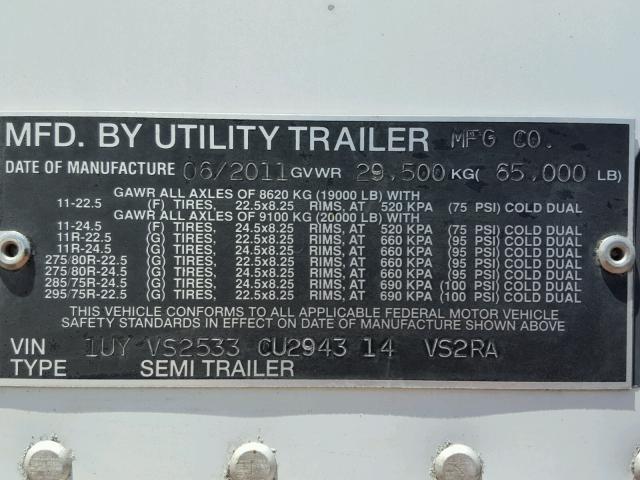 MFD. BY UTILITY TRAILER MFG CO.
DATE OF MANUFACTURE 06/2011 GVWR 29,500 KG( 65,000 LB)
GAWR ALL AXLES OF 8620 KG (19000 LB) WITH
11-22.5 (F) TIRES, 22.5x8.25 RIMS, AT 520 KPA (75 PSI) COLD DUAL
GAWR ALL AXLES OF 9100 KG (20000 LB) WITH
11-24.5 (F) TIRES, 24.5x8.25 RIMS, AT 520 KPA (75 PSI) COLD DUAL
11R-22.5 (G) TIRES, 22.5x8.25 RIMS, AT 660 KPA (95 PSI) COLD DUAL
11R-24.5 (G) TIRES, 24.5x8.25 RIMS, AT 660 KPA (95 PSI) COLD DUAL
275/80R-22.5 (G) TIRES, 22.5x8.25 RIMS, AT 660 KPA (95 PSI) COLD DUAL
275/80R-24.5 (G) TIRES, 24.5x8.25 RIMS, AT 660 KPA (95 PSI) COLD DUAL
285/75R-24.5 (G) TIRES, 24.5x8.25 RIMS, AT 690 KPA (100 PSI) COLD DUAL
295/75R-22.5 (G) TIRES, 22.5x8.25 RIMS, AT 690 KPA (100 PSI) COLD DUAL
THIS VEHICLE CONFORMS TO ALL APPLICABLE FEDERAL MOTOR VEHICLE
SAFETY STANDARDS IN EFFECT ON DATE OF MANUFACTURE SHOWN ABOVE
VIN 1UY VS2533 CU2943 14 VS2RA
TYPE SEMI TRAILER